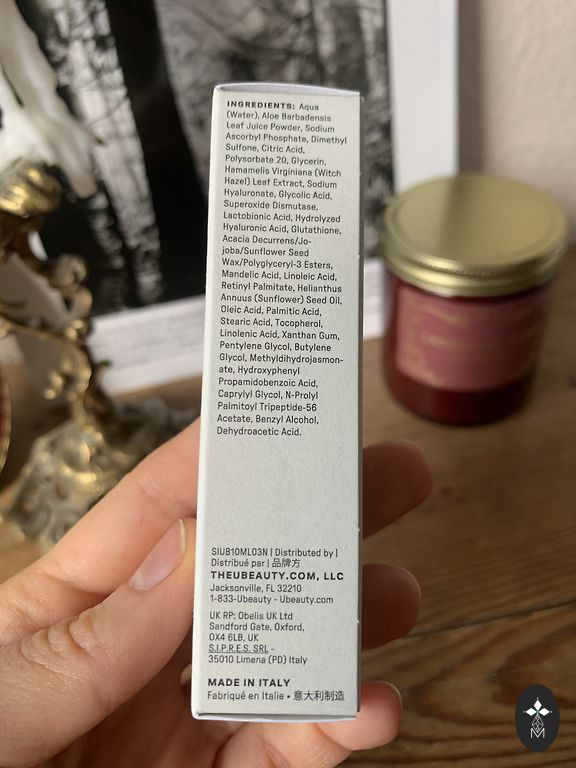 INGREDIENTS: Aqua
(Water), Aloe Barbadensis
Leaf Juice Powder, Sodium
Ascorbyl Phosphate, Dimethyl
Sulfone, Citric Acid,
Polysorbate 20, Glycerin,
Hamamelis Virginiana (Witch
Hazel) Leaf Extract, Sodium
Hyaluronate, Glycolic Acid,
Superoxide Dismutase,
Lactobionic Acid, Hydrolyzed
Hyaluronic Acid, Glutathione,
Acacia Decurrens/Jo-
joba/Sunflower Seed
Wax/Polyglyceryl-3 Esters,
Mandelic Acid, Linoleic Acid,
Retinyl Palmitate, Helianthus
Annuus (Sunflower) Seed Oil,
Oleic Acid, Palmitic Acid,
Stearic Acid, Tocopherol,
Linolenic Acid, Xanthan Gum,
Pentylene Glycol, Butylene
Glycol, Methyldihydrojasmon-
ate, Hydroxyphenyl
Propamidobenzoic Acid,
Caprylyl Glycol, N-Prolyl
Palmitoyl Tripeptide-56
Acetate, Benzyl Alcohol,
Dehydroacetic Acid.
SIUB10ML03N | Distributed by |
Distribué par | 品牌方
THEUBEAUTY.COM, LLC
Jacksonville, FL 32210
1-833-Ubeauty - Ubeauty.com
UK RP: Obelis UK Ltd
Sandford Gate, Oxford,
OX4 6LB, UK
S.I.P.RE.S. SRL -
35010 Limena (PD) Italy
MADE IN ITALY
Fabriqué en Italie • 意大利制造
M